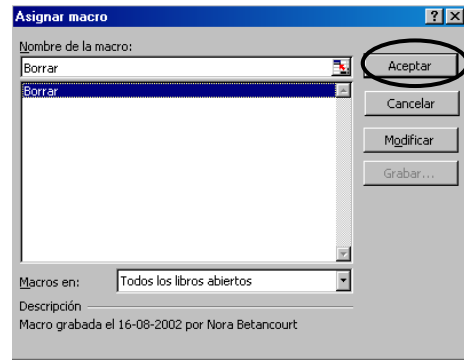 Asignar macro
Nombre de la macro:
Borrar
Borrar
Aceptar
Cancelar
Modificar
Grabar...
Macros en:
Todos los libros abiertos
Descripción
Macro grabada el 16-08-2002 por Nora Betancourt